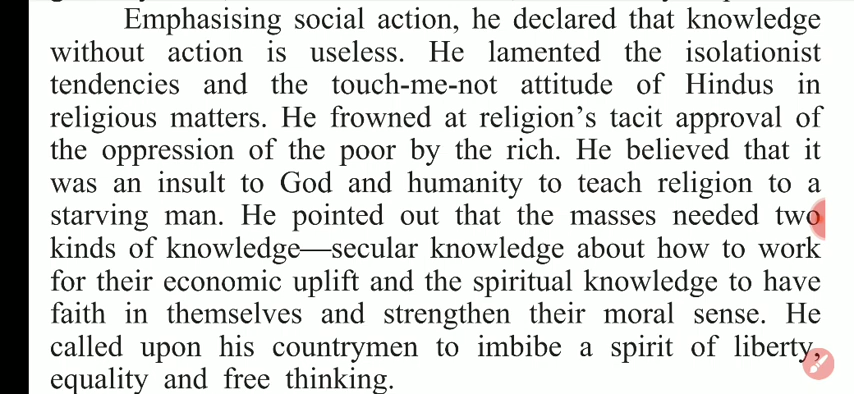 Emphasising social action, he declared that knowledge
without action is useless. He lamented the isolationist
tendencies and the touch-me-not attitude of Hindus in
religious matters. He frowned at religion's tacit approval of
the oppression of the poor by the rich. He believed that it
was an insult to God and humanity to teach religion to a
starving man. He pointed out that the masses needed two
kinds of knowledge—secular knowledge about how to work
for their economic uplift and the spiritual knowledge to have
faith in themselves and strengthen their moral sense. He
called upon his countrymen to imbibe a spirit of liberty,
equality and free thinking.